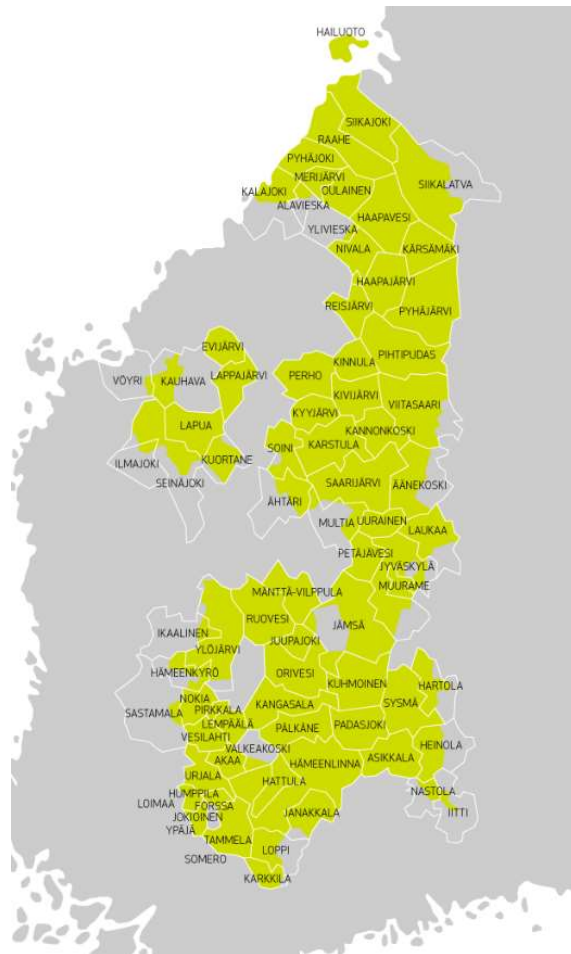 HAILUOTO
SIIKAJOKI
RAAHE
PYHÄJOKI
MERIJÄRVI
SIIKALATVA
KALAJOKI
OULAINEN
ALAVIESKA
HAAPAVESI
YLIVIESKA
NIVALA
KÄRSÄMÄKI
HAAPAJÄRVI
REISJÄRVI
PYHÄJÄRVI
EVIJÄRVI
PIHTIPUDAS
KINNULA
LAPPAJÄRVI
PERHO
VÖYRI
KAUHAVA
KIVIJÄRVI
VIITASAARI
KYYJÄRVI
LAPUA
KANNONKOSKI
SOINI
KARSTULA
KUORTANE
ILMAJOKI
SEINÄJOKI
SAARIJÄRVI
ÄÄNEKOSKI
ÄHTÄRI
MULTIA
UURAINEN
LAUKAA
PETÄJÄVESI
JYVÄSKYLÄ
MUURAME
MÄNTTÄ-VILPPULA
RUOVESI
JÄMSÄ
IKAALINEN
JUUPAJOKI
YLÖJÄRVI
HÄMEENKYRÖ
ORIVESI
KUHMOINEN
HARTOLA
NOKIA
SYSMÄ
PIRKKALA
KANGASALA
SASTAMALA
LEMPÄÄLÄ
PÄLKÄNE
PADASJOKI
VESILAHTI
HEINOLA
VALKEAKOSKI
AKAA
HÄMEENLINNA
ASIKKALA
URJALA
HATTULA
NASTOLA
HUMPPILA
LOIMAA
FORSSA
IITTI
JOKIOINEN
JANAKKALA
YPÄJÄ
TAMMELA
LOPPI
SOMERO
KARKKILA